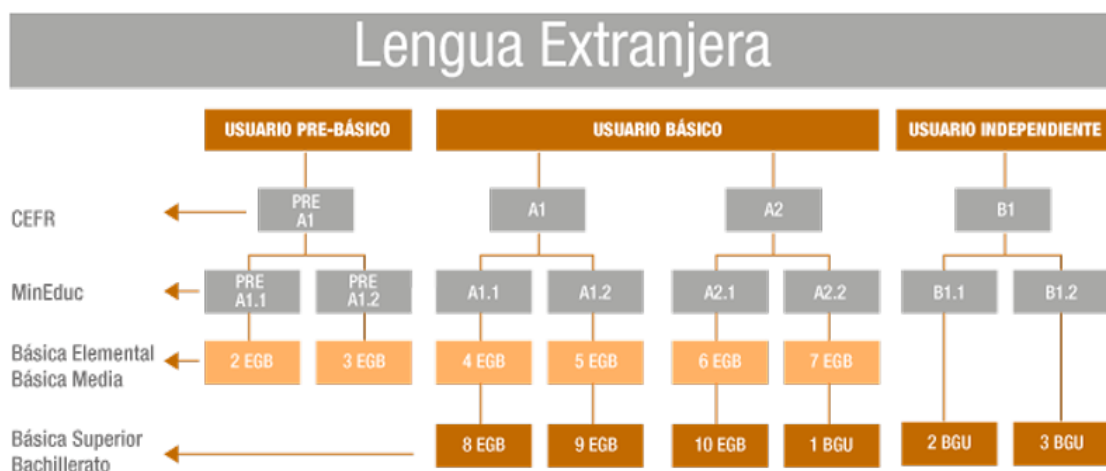 Lengua Extranjera
USUARIO PRE-BÁSICO
USUARIO BÁSICO
USUARIO INDEPENDIENTE
CEFR
PRE
A1
A1
A2
B1
MinEduc
PRE
A1.1
PRE
A1.2
A1.1
A1.2
A2.1
A2.2
B1.1
B1.2
Básica Elemental
Básica Media
2 EGB
3 EGB
4 EGB
5 EGB
6 EGB
7 EGB
Básica Superior
Bachillerato
8 EGB
9 EGB
10 EGB
1 BGU
2 BGU
3 BGU